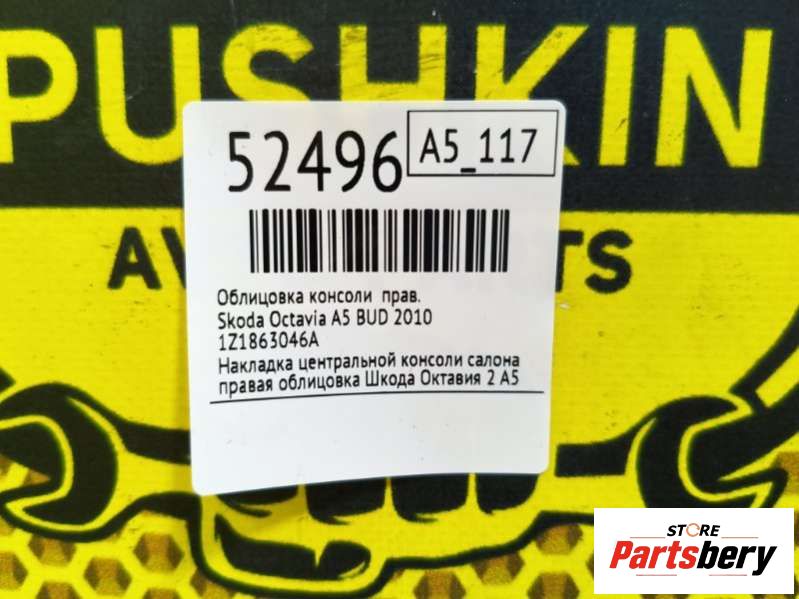 PUSHKIN
52496
A5_117
AV
TS
Облицовка консоли прав.
Skoda Octavia A5 BUD 2010
1Z1863046A
Накладка центральной консоли салона
правая облицовка Шкода Октавия 2 A5
STORE
Partsbery